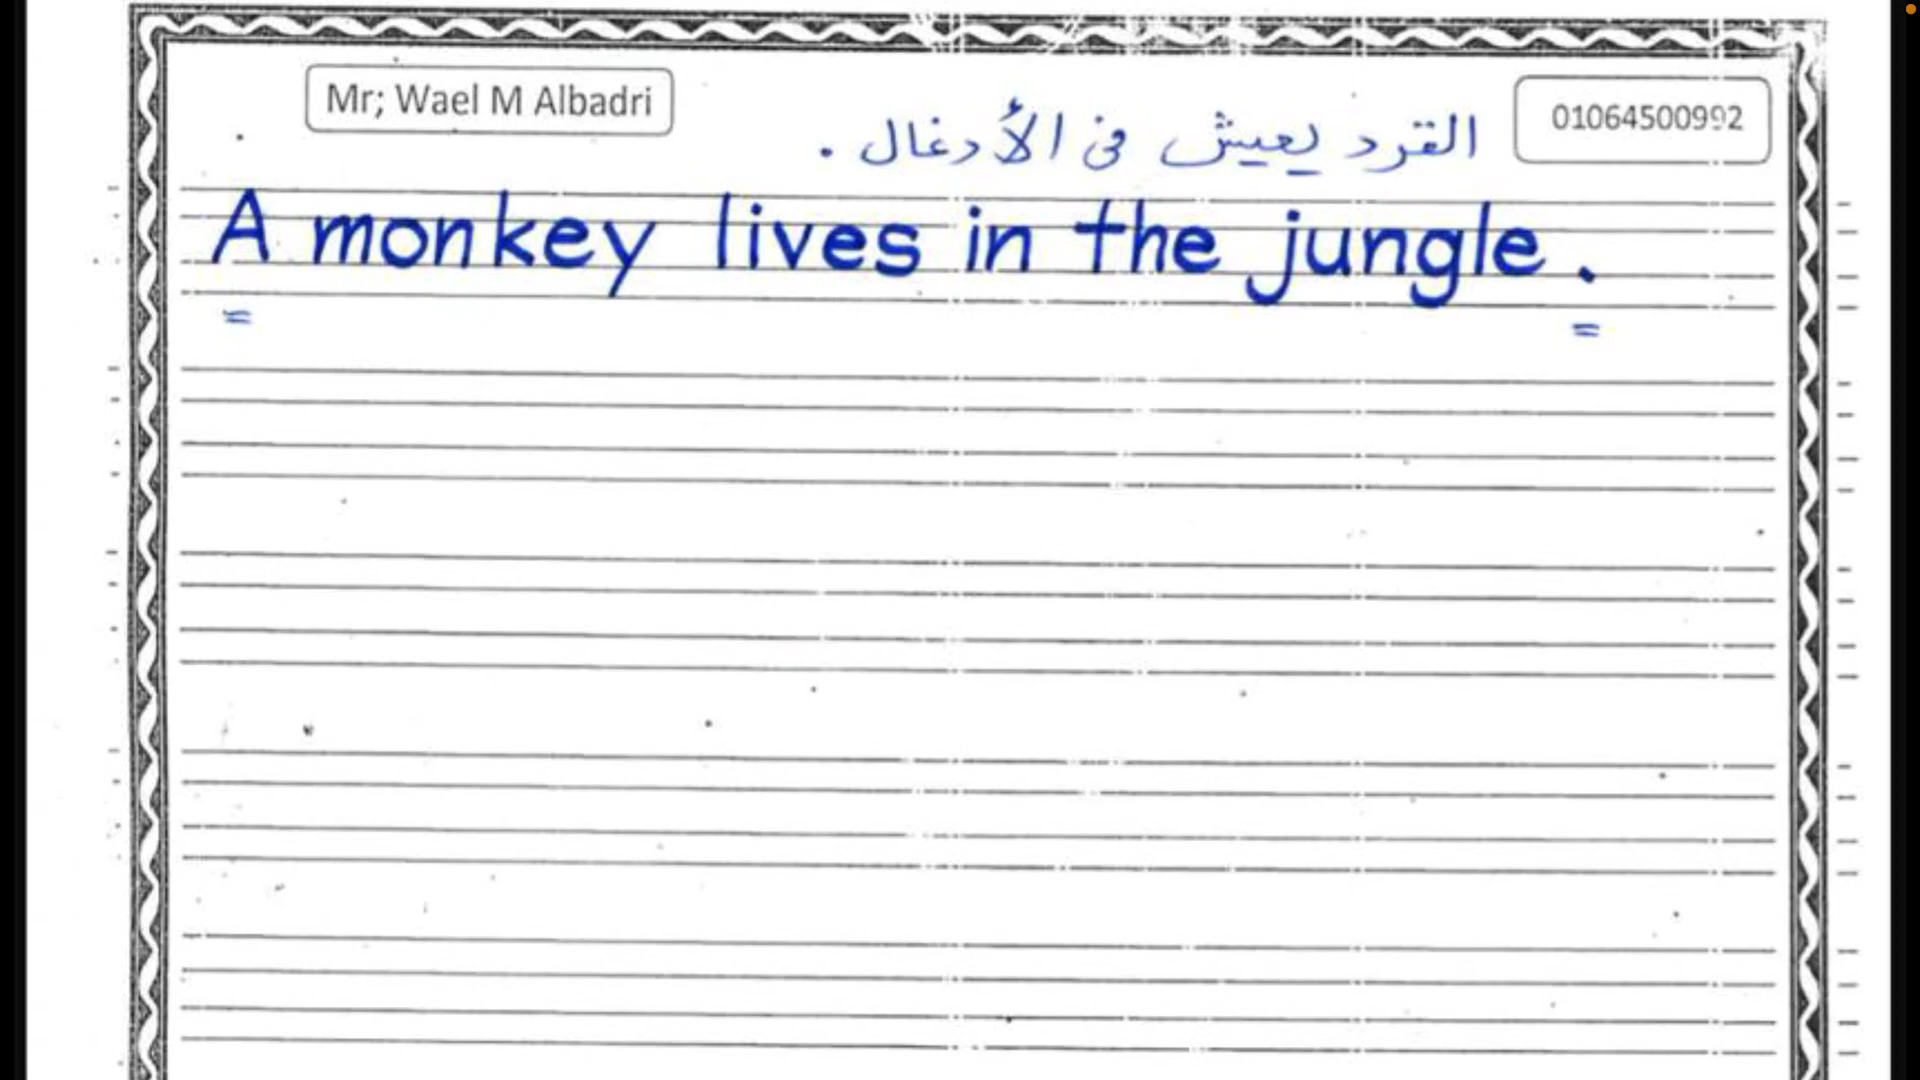 Mr; Wael M Albadri
01064500992
القرد يعيش فى الأدغال .
A monkey lives in the jungle .